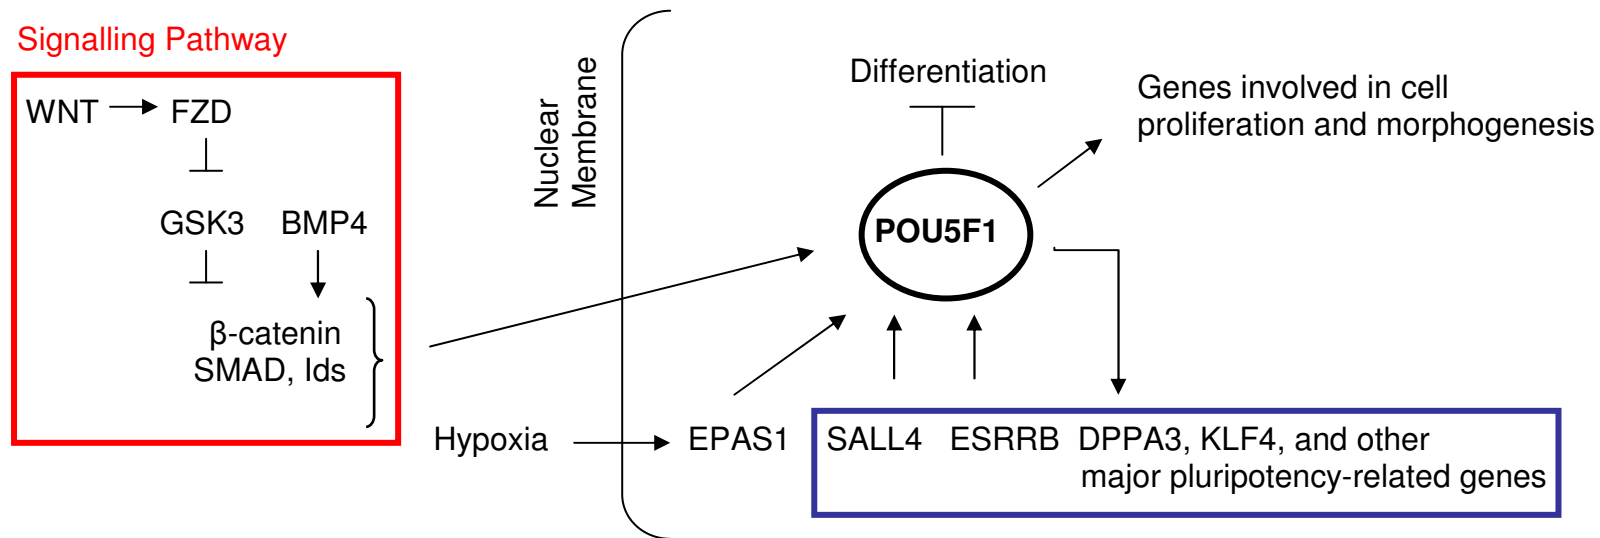 Signalling Pathway
WNT
FZD
GSK3
BMP4
β-catenin
SMAD, Ids
Hypoxia
Nuclear
Membrane
Differentiation
Genes involved in cell
proliferation and morphogenesis
POU5F1
EPAS1
SALL4
ESRRB
DPPA3, KLF4, and other
major pluripotency-related genes